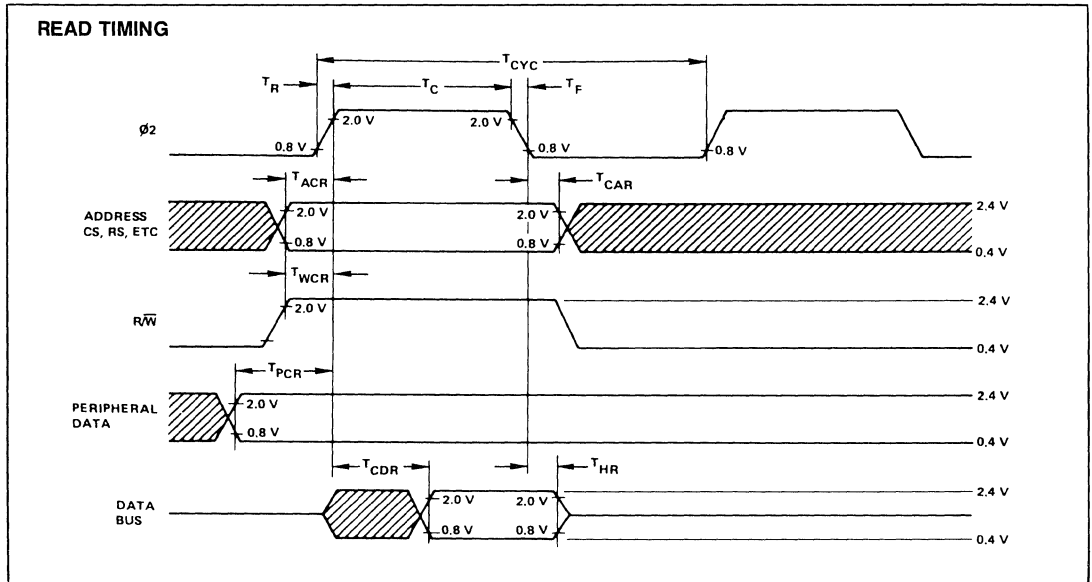 READ TIMING
T_CYC
T_R
T_C
T_F
Ø2
2.0 V
2.0 V
0.8 V
0.8 V
0.8 V
T_ACR
T_CAR
ADDRESS
CS, RS, ETC
2.0 V
2.0 V
2.4 V
0.8 V
0.8 V
0.4 V
T_WCR
R/W̅
2.0 V
2.4 V
0.4 V
T_PCR
PERIPHERAL
DATA
2.0 V
2.4 V
0.8 V
0.4 V
T_CDR
T_HR
DATA
BUS
2.0 V
2.0 V
2.4 V
0.8 V
0.8 V
0.4 V